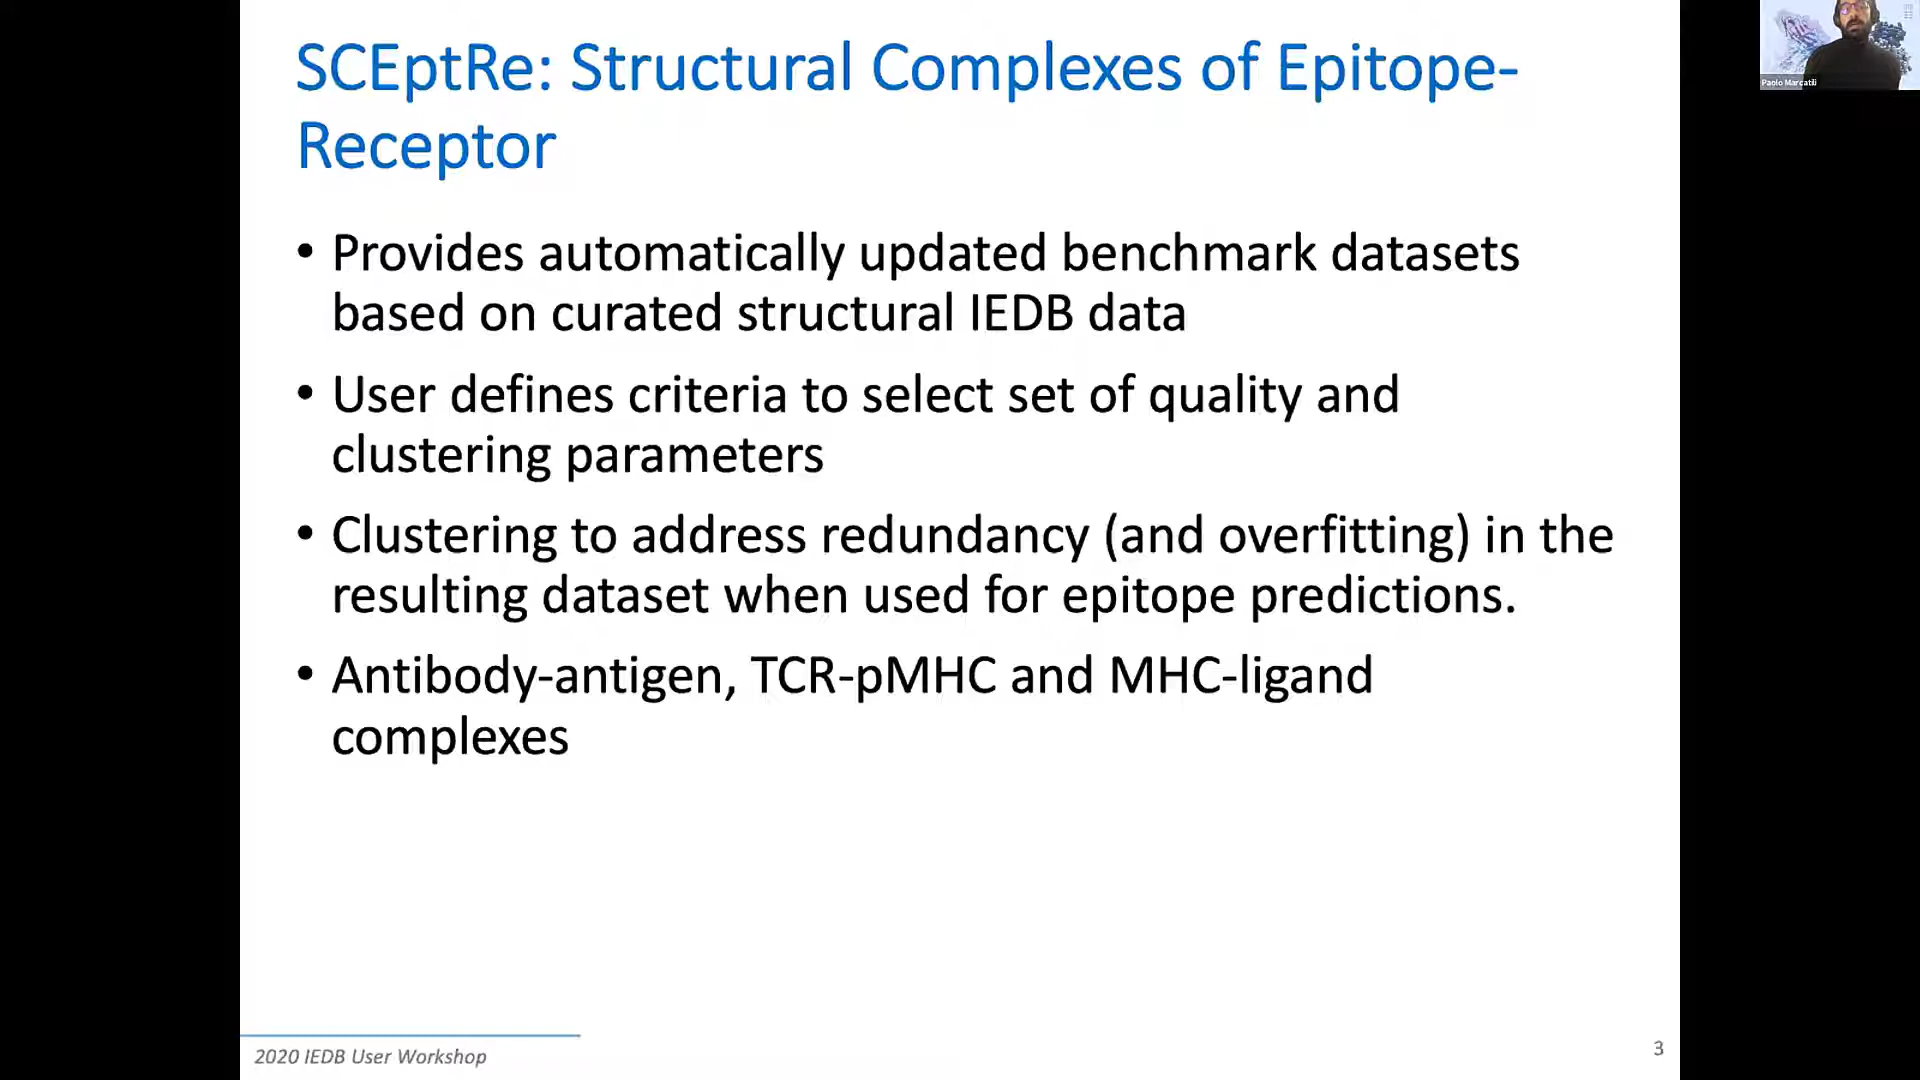 SCEptRe: Structural Complexes of Epitope-
Receptor
• Provides automatically updated benchmark datasets
based on curated structural IEDB data
• User defines criteria to select set of quality and
clustering parameters
• Clustering to address redundancy (and overfitting) in the
resulting dataset when used for epitope predictions.
• Antibody-antigen, TCR-pMHC and MHC-ligand
complexes
2020 IEDB User Workshop
3
Paolo Marcatili